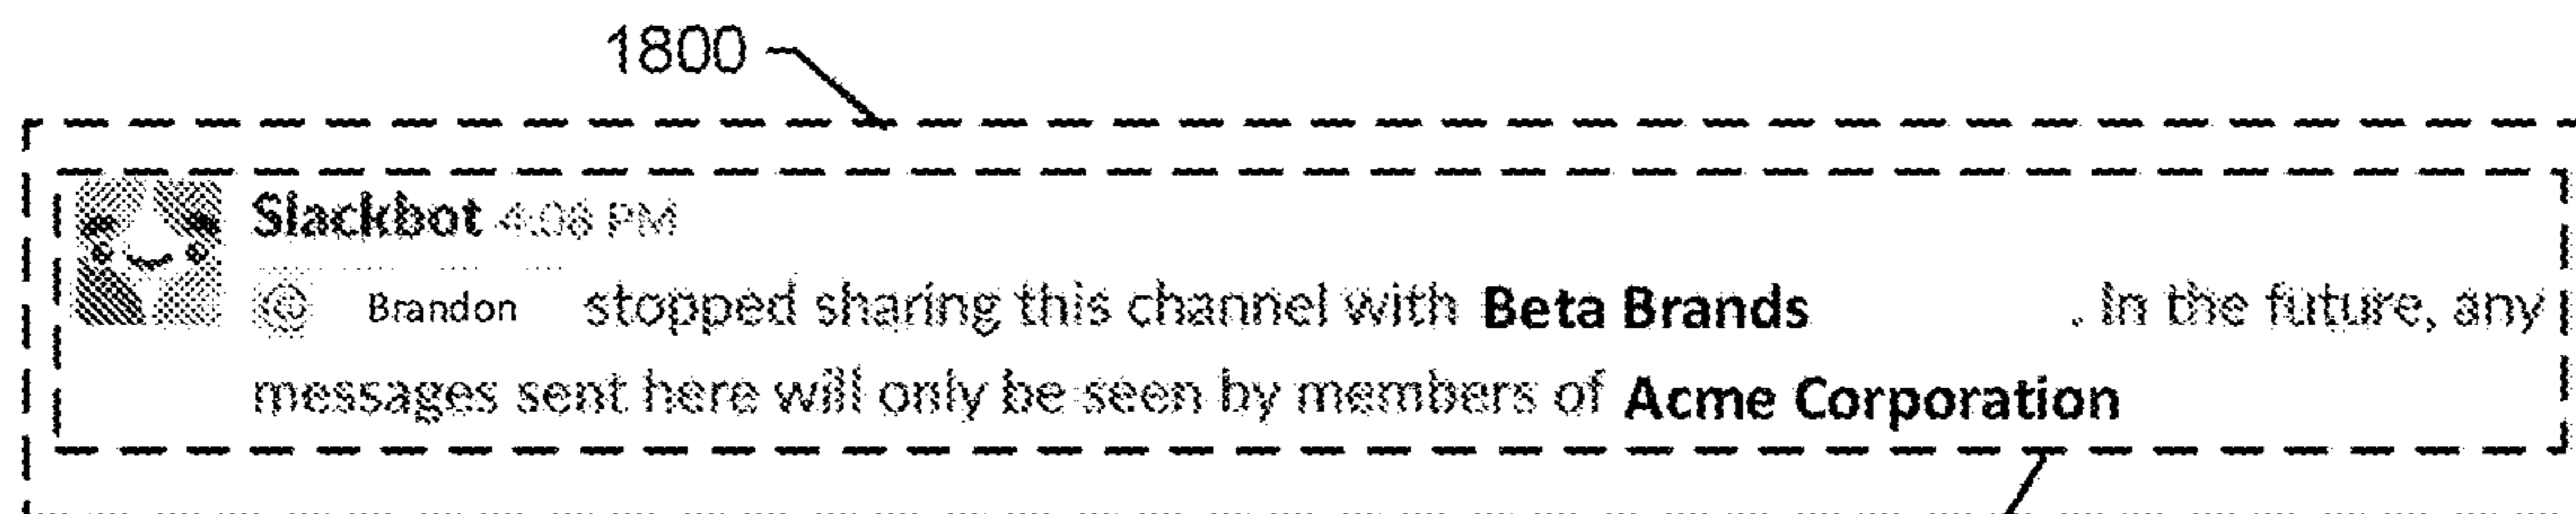 1800
Slackbot 4:08 PM
@ Brandon stopped sharing this channel with Beta Brands . In the future, any
messages sent here will only be seen by members of Acme Corporation